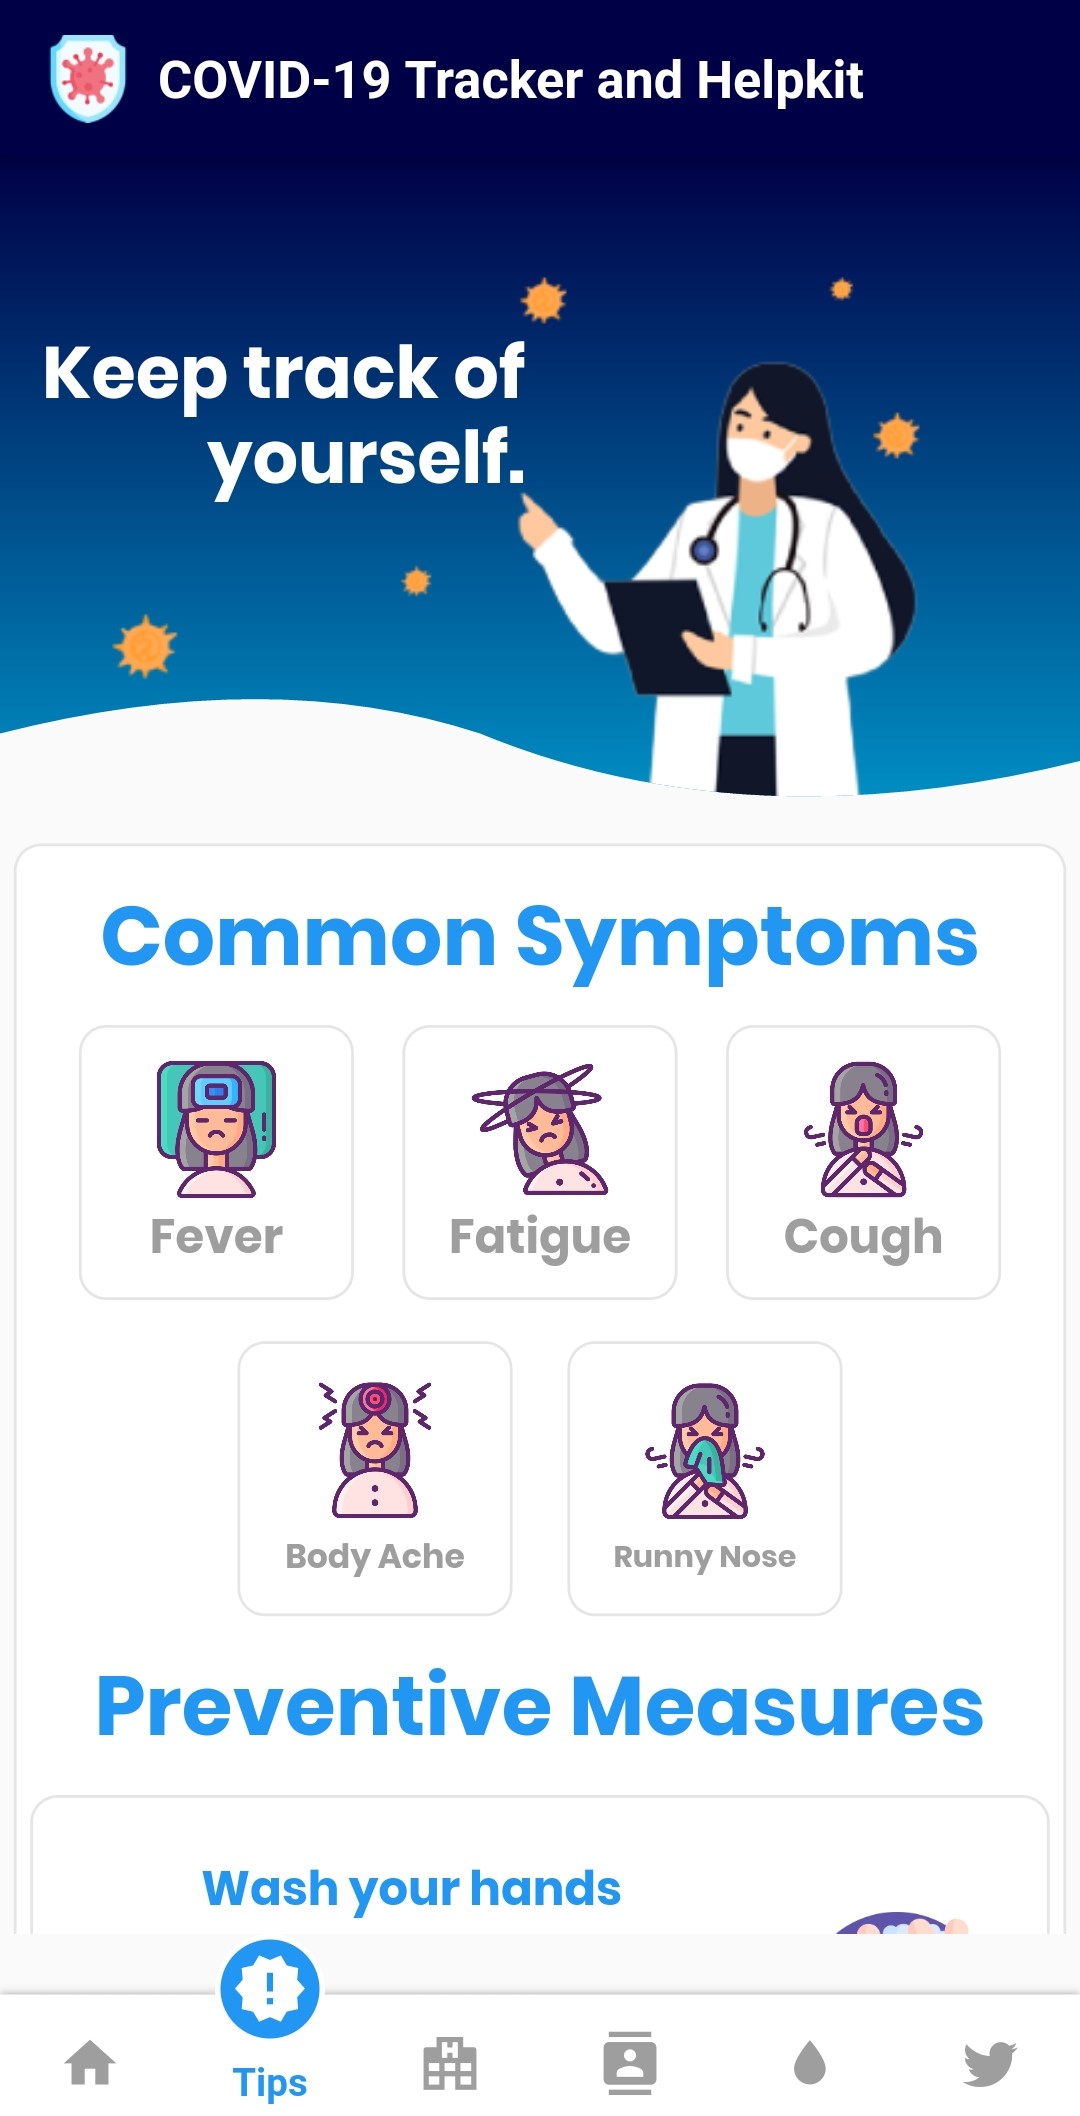 COVID-19 Tracker and Helpkit
Keep track of
yourself.
Common Symptoms
Fever
Fatigue
Cough
Body Ache
Runny Nose
Preventive Measures
Wash your hands
Tips